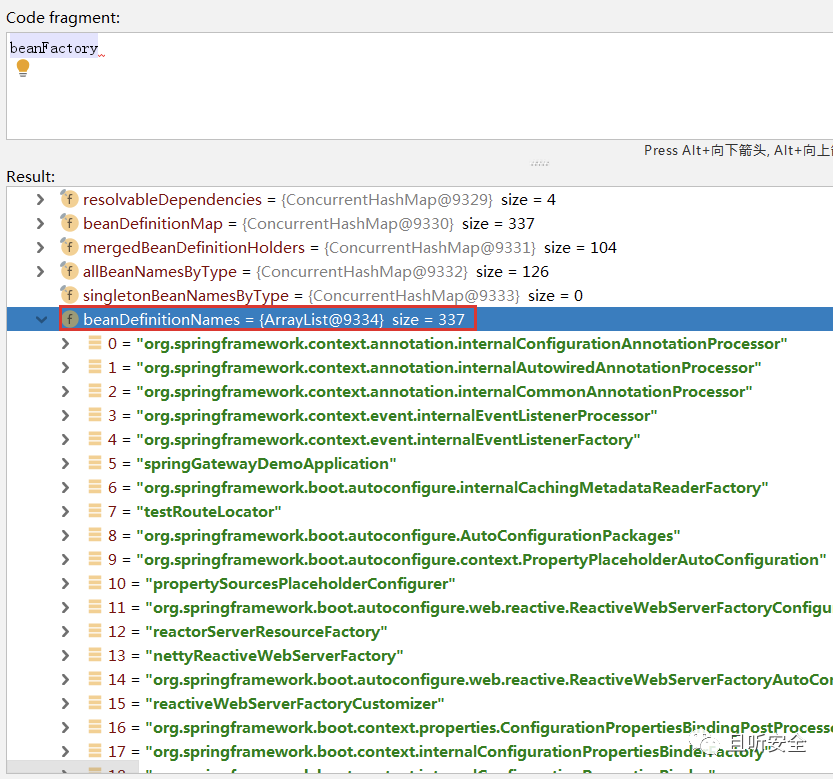 Code fragment:
beanFactory
Press Alt+向下箭头, Alt+向上
Result:
f resolvableDependencies = {ConcurrentHashMap@9329} size = 4
f beanDefinitionMap = {ConcurrentHashMap@9330} size = 337
f mergedBeanDefinitionHolders = {ConcurrentHashMap@9331} size = 104
f allBeanNamesByType = {ConcurrentHashMap@9332} size = 126
f singletonBeanNamesByType = {ConcurrentHashMap@9333} size = 0
f beanDefinitionNames = {ArrayList@9334} size = 337
0 = "org.springframework.context.annotation.internalConfigurationAnnotationProcessor"
1 = "org.springframework.context.annotation.internalAutowiredAnnotationProcessor"
2 = "org.springframework.context.annotation.internalCommonAnnotationProcessor"
3 = "org.springframework.context.event.internalEventListenerProcessor"
4 = "org.springframework.context.event.internalEventListenerFactory"
5 = "springGatewayDemoApplication"
6 = "org.springframework.boot.autoconfigure.internalCachingMetadataReaderFactory"
7 = "testRouteLocator"
8 = "org.springframework.boot.autoconfigure.AutoConfigurationPackages"
9 = "org.springframework.boot.autoconfigure.context.PropertyPlaceholderAutoConfiguration"
10 = "propertySourcesPlaceholderConfigurer"
11 = "org.springframework.boot.autoconfigure.web.reactive.ReactiveWebServerFactoryConfigu
12 = "reactorServerResourceFactory"
13 = "nettyReactiveWebServerFactory"
14 = "org.springframework.boot.autoconfigure.web.reactive.ReactiveWebServerFactoryAutoCo
15 = "reactiveWebServerFactoryCustomizer"
16 = "org.springframework.boot.context.properties.ConfigurationPropertiesBindingPostProcess
17 = "org.springframework.boot.context.internalConfigurationPropertiesBinderFactory"
且听安全